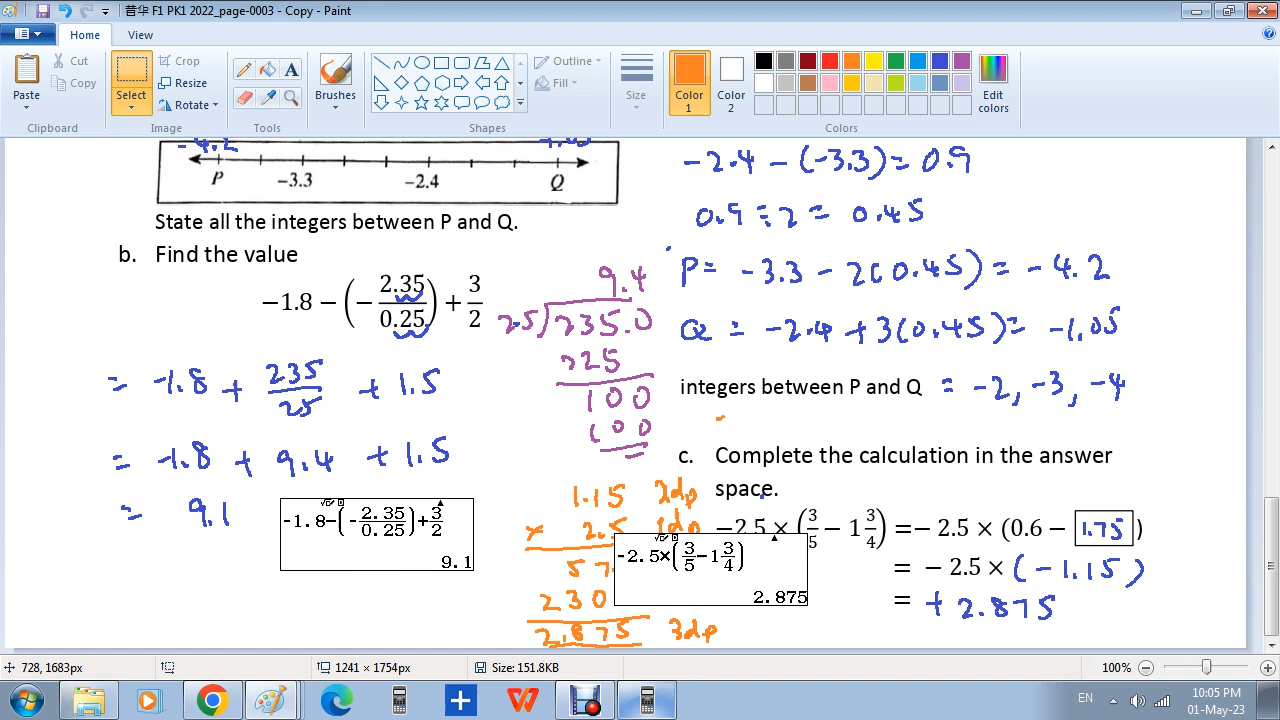 昔华 F1 PK1 2022_page-0003 - Copy - Paint
Home View
Paste
Cut
Copy
Clipboard
Select
Crop
Resize
Rotate
Image
Tools
Brushes
Outline
Fill
Shapes
Size
Color 1
Color 2
Edit colors
Colors
-4.2
P -3.3 -2.4 Q
State all the integers between P and Q.
b. Find the value
−1.8 − (− 2.35/0.25) + 3/2
= -1.8 + 235/25 + 1.5
= -1.8 + 9.4 + 1.5
= 9.1
-1.8-(-2.35/0.25)+3/2
9.1
9.4
25)235.0
225
100
100
-2.4 - (-3.3) = 0.9
0.9 ÷ 2 = 0.45
P = -3.3 - 2(0.45) = -4.2
Q = -2.4 + 3(0.45) = -1.05
integers between P and Q = -2, -3, -4
c. Complete the calculation in the answer
space.
−2.5 × (3/5 − 1 3/4) = − 2.5 × (0.6 − 1.75)
= − 2.5 × (-1.15)
= + 2.875
1.15 2dp
× 2.5 1dp
57
230
2.875 3dp
-2.5×(3/5-1 3/4)
2.875
728, 1683px
1241 × 1754px
Size: 151.8KB
100%
EN
10:05 PM
01-May-23